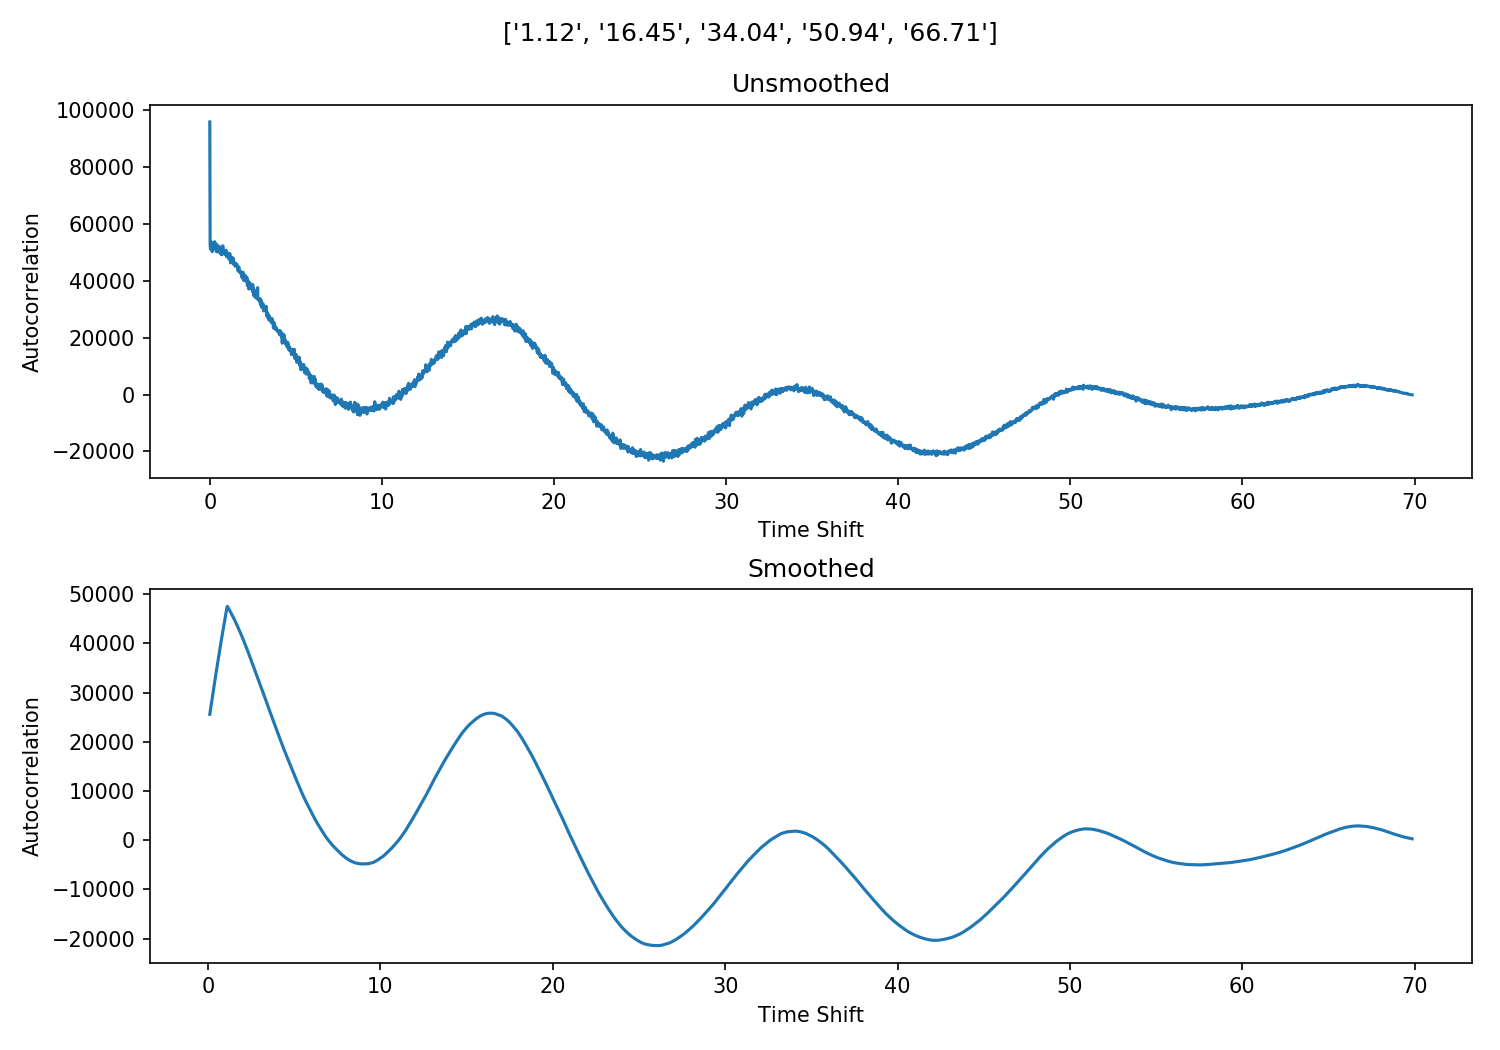 ['1.12', '16.45', '34.04', '50.94', '66.71']
Unsmoothed
Autocorrelation
100000
80000
60000
40000
20000
0
−20000
0 10 20 30 40 50 60 70
Time Shift
Smoothed
Autocorrelation
50000
40000
30000
20000
10000
0
−10000
−20000
0 10 20 30 40 50 60 70
Time Shift